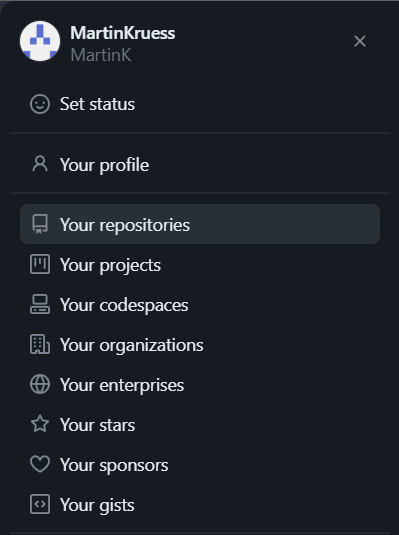 MartinKruess
MartinK
Set status
Your profile
Your repositories
Your projects
Your codespaces
Your organizations
Your enterprises
Your stars
Your sponsors
Your gists